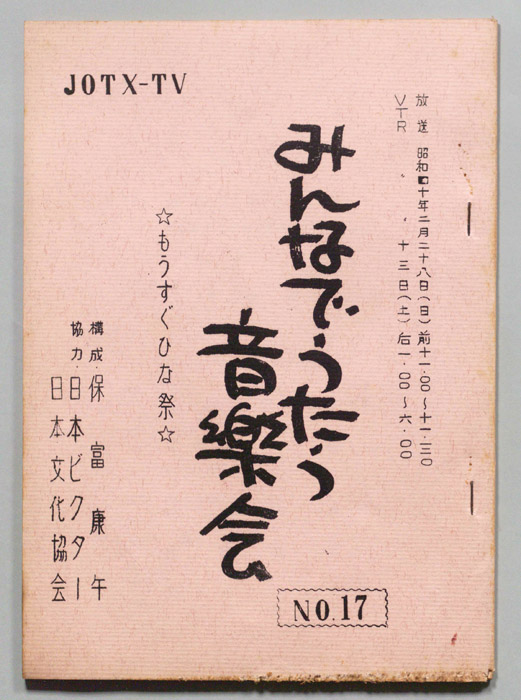 JOTX-TV
放送 昭和四十年二月二十八日(日)前十一・〇〇～十一・三〇
VTR 〃 〃 十三日(土)后一・〇〇～六・〇〇
みんなでうたう
音樂会
☆もうすぐひな祭☆
構成・保富康午
協力・日本ビクター
日本文化協会
NO.17